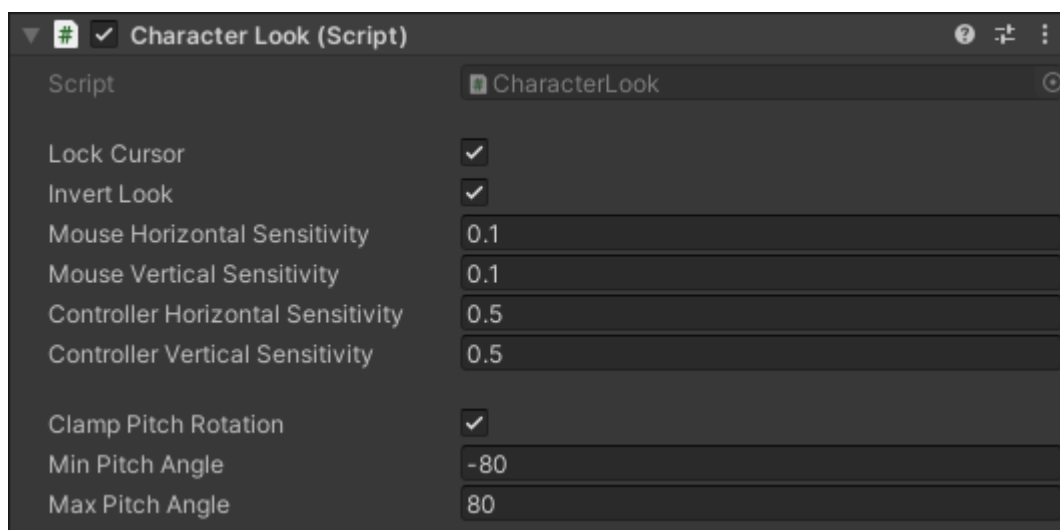 # Character Look (Script)
Script # CharacterLook
Lock Cursor
Invert Look
Mouse Horizontal Sensitivity 0.1
Mouse Vertical Sensitivity 0.1
Controller Horizontal Sensitivity 0.5
Controller Vertical Sensitivity 0.5
Clamp Pitch Rotation
Min Pitch Angle -80
Max Pitch Angle 80